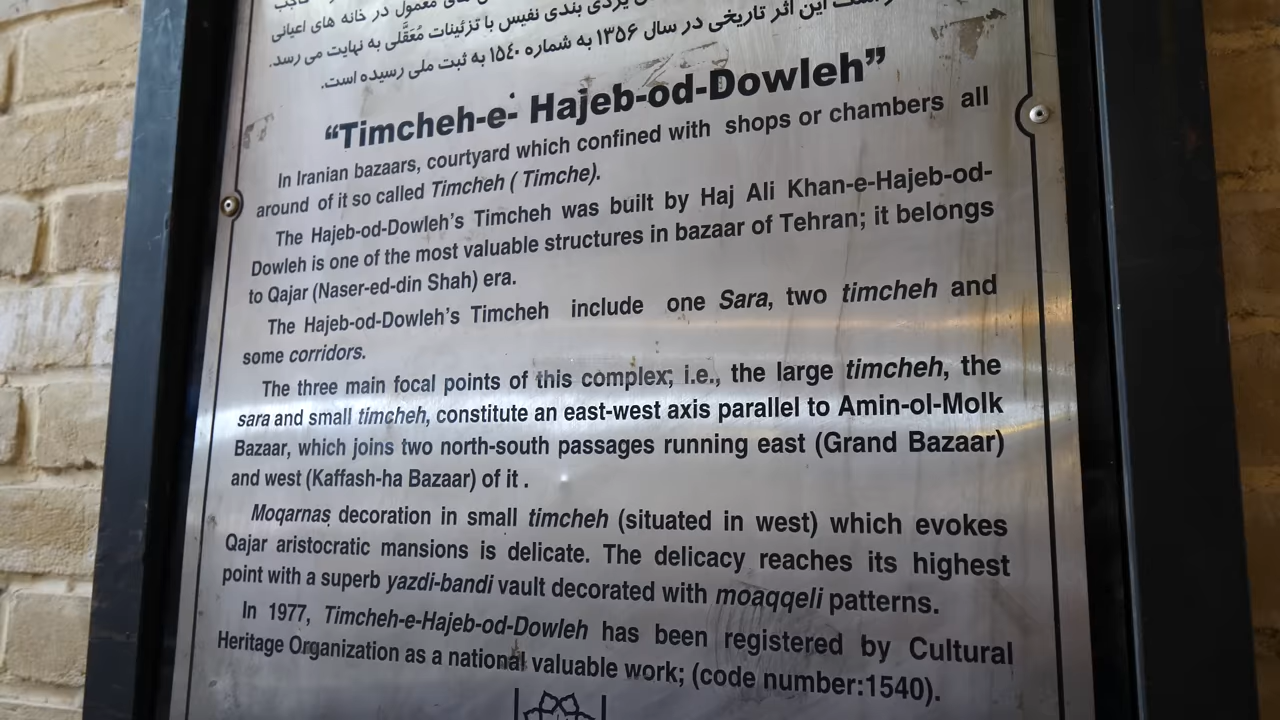 های معمول در خانه های اعیانی
یزدی بندی نفیس با تزئینات مُعَقَّلی به نهایت می رسد.
است این اثر تاریخی در سال ۱۳۵۶ به شماره ۱۵۴۰ به ثبت ملی رسیده است.
“Timcheh-e- Hajeb-od-Dowleh”
In Iranian bazaars, courtyard which confined with shops or chambers all
around of it so called Timcheh ( Timche).
The Hajeb-od-Dowleh's Timcheh was built by Haj Ali Khan-e-Hajeb-od-
Dowleh is one of the most valuable structures in bazaar of Tehran; it belongs
to Qajar (Naser-ed-din Shah) era.
The Hajeb-od-Dowleh's Timcheh include one Sara, two timcheh and
some corridors.
The three main focal points of this complex; i.e., the large timcheh, the
sara and small timcheh, constitute an east-west axis parallel to Amin-ol-Molk
Bazaar, which joins two north-south passages running east (Grand Bazaar)
and west (Kaffash-ha Bazaar) of it .
Moqarnas decoration in small timcheh (situated in west) which evokes
Qajar aristocratic mansions is delicate. The delicacy reaches its highest
point with a superb yazdi-bandi vault decorated with moaqqeli patterns.
In 1977, Timcheh-e-Hajeb-od-Dowleh has been registered by Cultural
Heritage Organization as a national valuable work; (code number:1540).